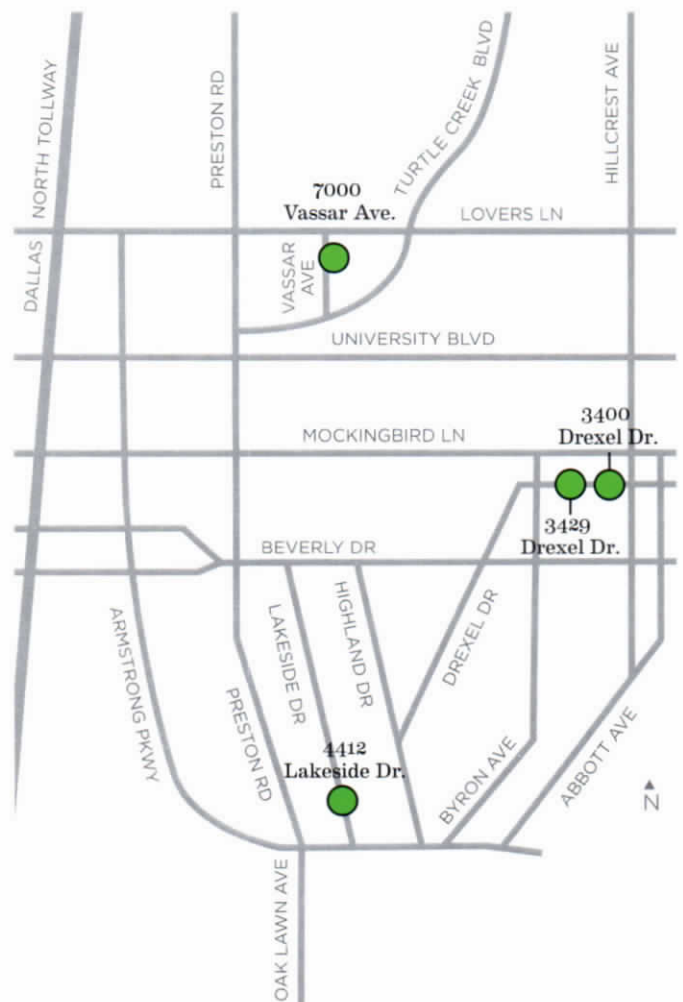 DALLAS NORTH TOLLWAY
PRESTON RD
TURTLE CREEK BLVD
HILLCREST AVE
7000
Vassar Ave.
LOVERS LN
VASSAR
AVE
UNIVERSITY BLVD
3400
Drexel Dr.
MOCKINGBIRD LN
3429
Drexel Dr.
BEVERLY DR
ARMSTRONG PKWY
PRESTON RD
LAKESIDE DR
HIGHLAND DR
DREXEL DR
4412
Lakeside Dr.
BYRON AVE
ABBOTT AVE
N
OAK LAWN AVE